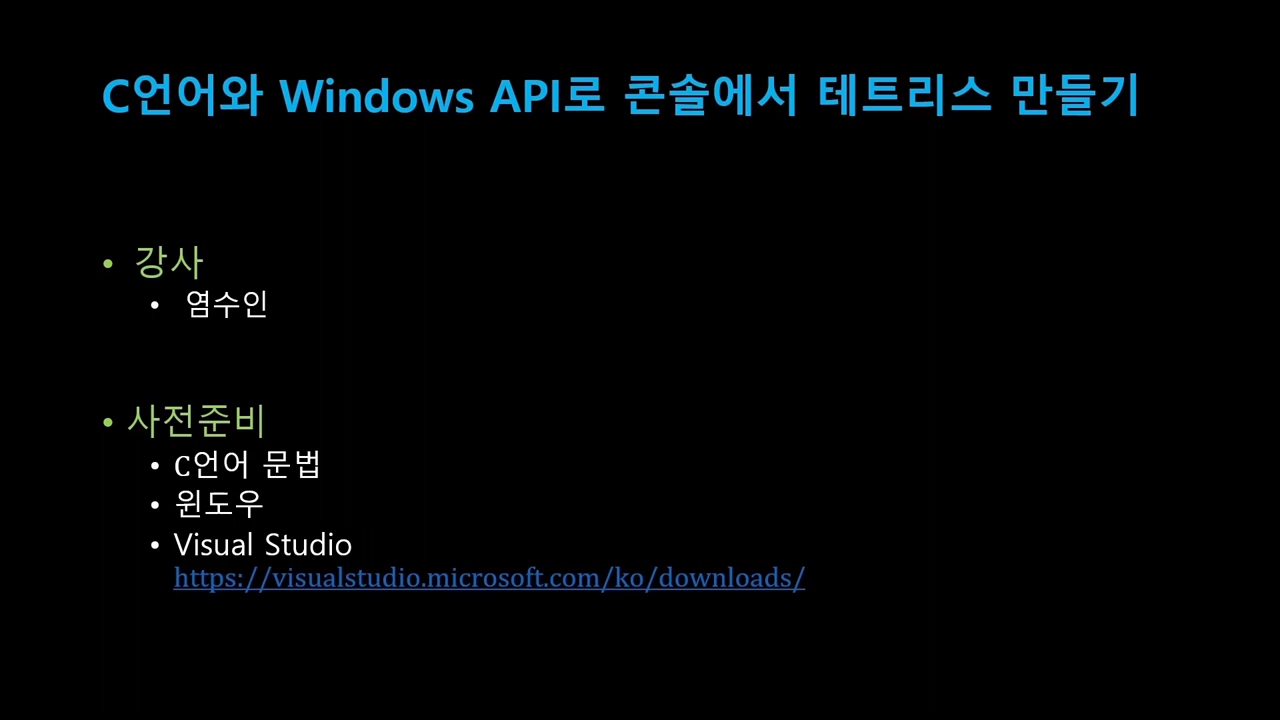 C언어와 Windows API로 콘솔에서 테트리스 만들기
• 강사
• 염수인
• 사전준비
• C언어 문법
• 윈도우
• Visual Studio
https://visualstudio.microsoft.com/ko/downloads/